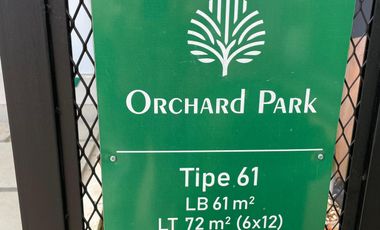 ORCHARD PARK
Tipe 61
LB 61 m²
LT 72 m² (6x12)